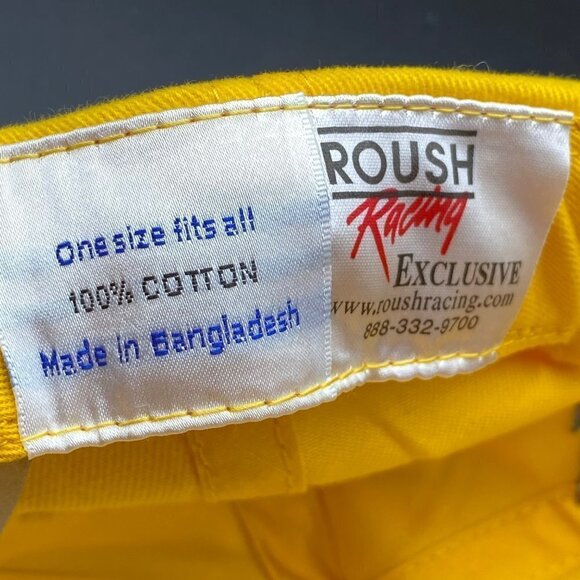 One size fits all
100% COTTON
Made in Bangladesh
ROUSH
Racing
EXCLUSIVE
www.roushracing.com
888-332-9700